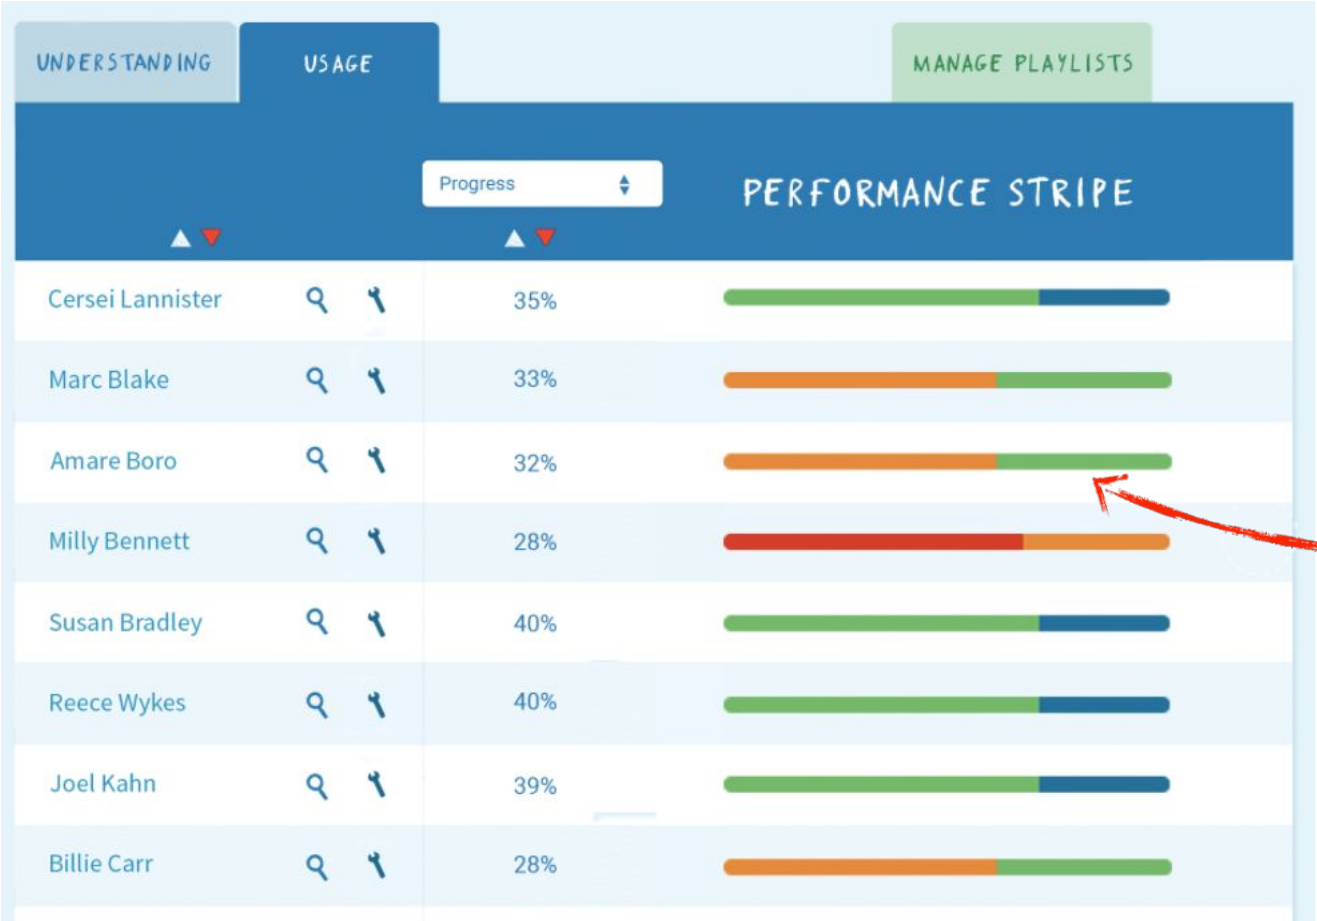 UNDERSTANDING
USAGE
MANAGE PLAYLISTS
Progress
PERFORMANCE STRIPE
Cersei Lannister 35%
Marc Blake 33%
Amare Boro 32%
Milly Bennett 28%
Susan Bradley 40%
Reece Wykes 40%
Joel Kahn 39%
Billie Carr 28%